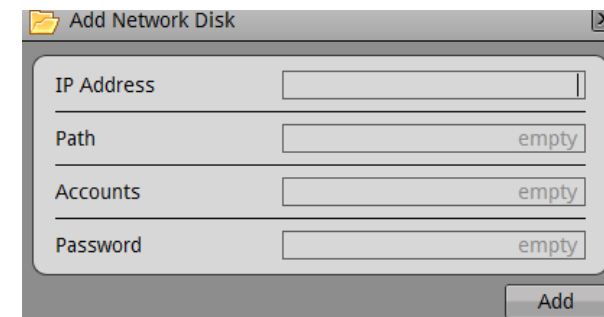 Add Network Disk
IP Address
Path empty
Accounts empty
Password empty
Add